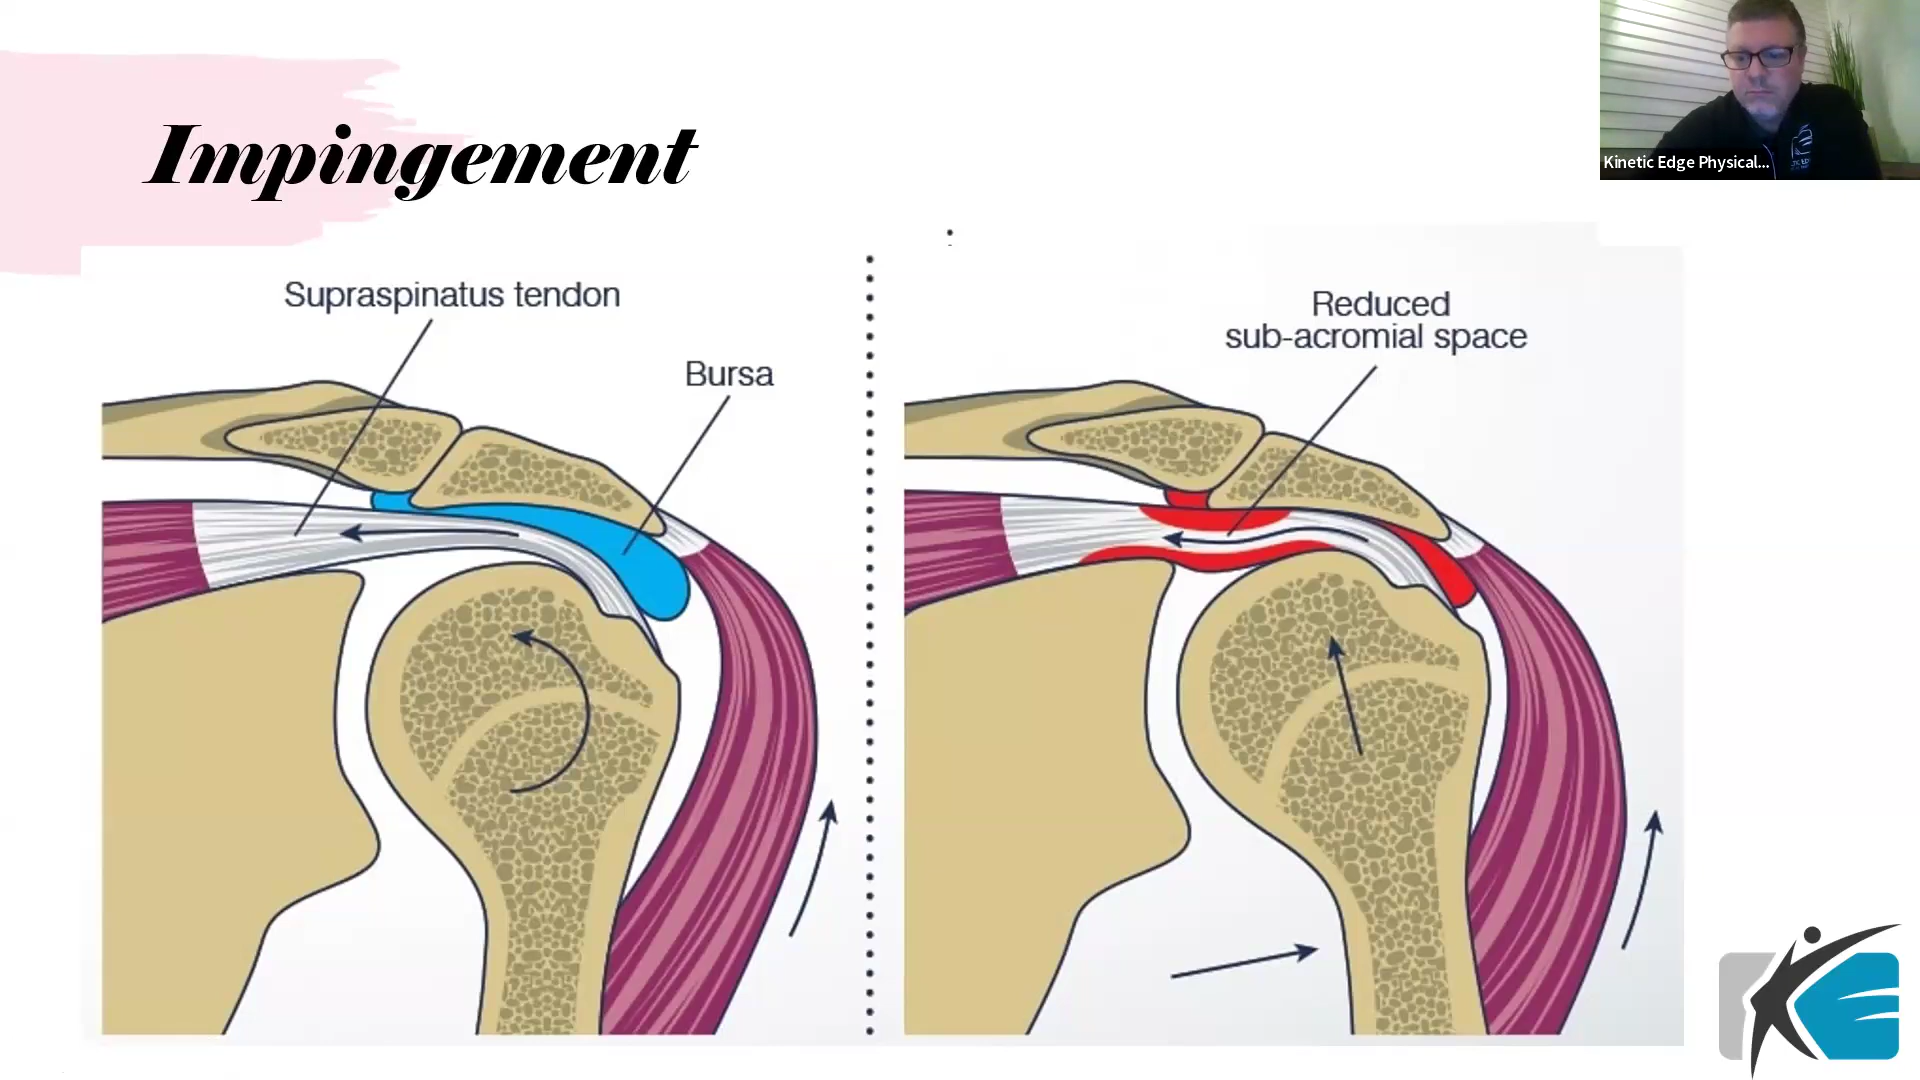 Impingement
Kinetic Edge Physical...
Supraspinatus tendon
Bursa
Reduced
sub-acromial space